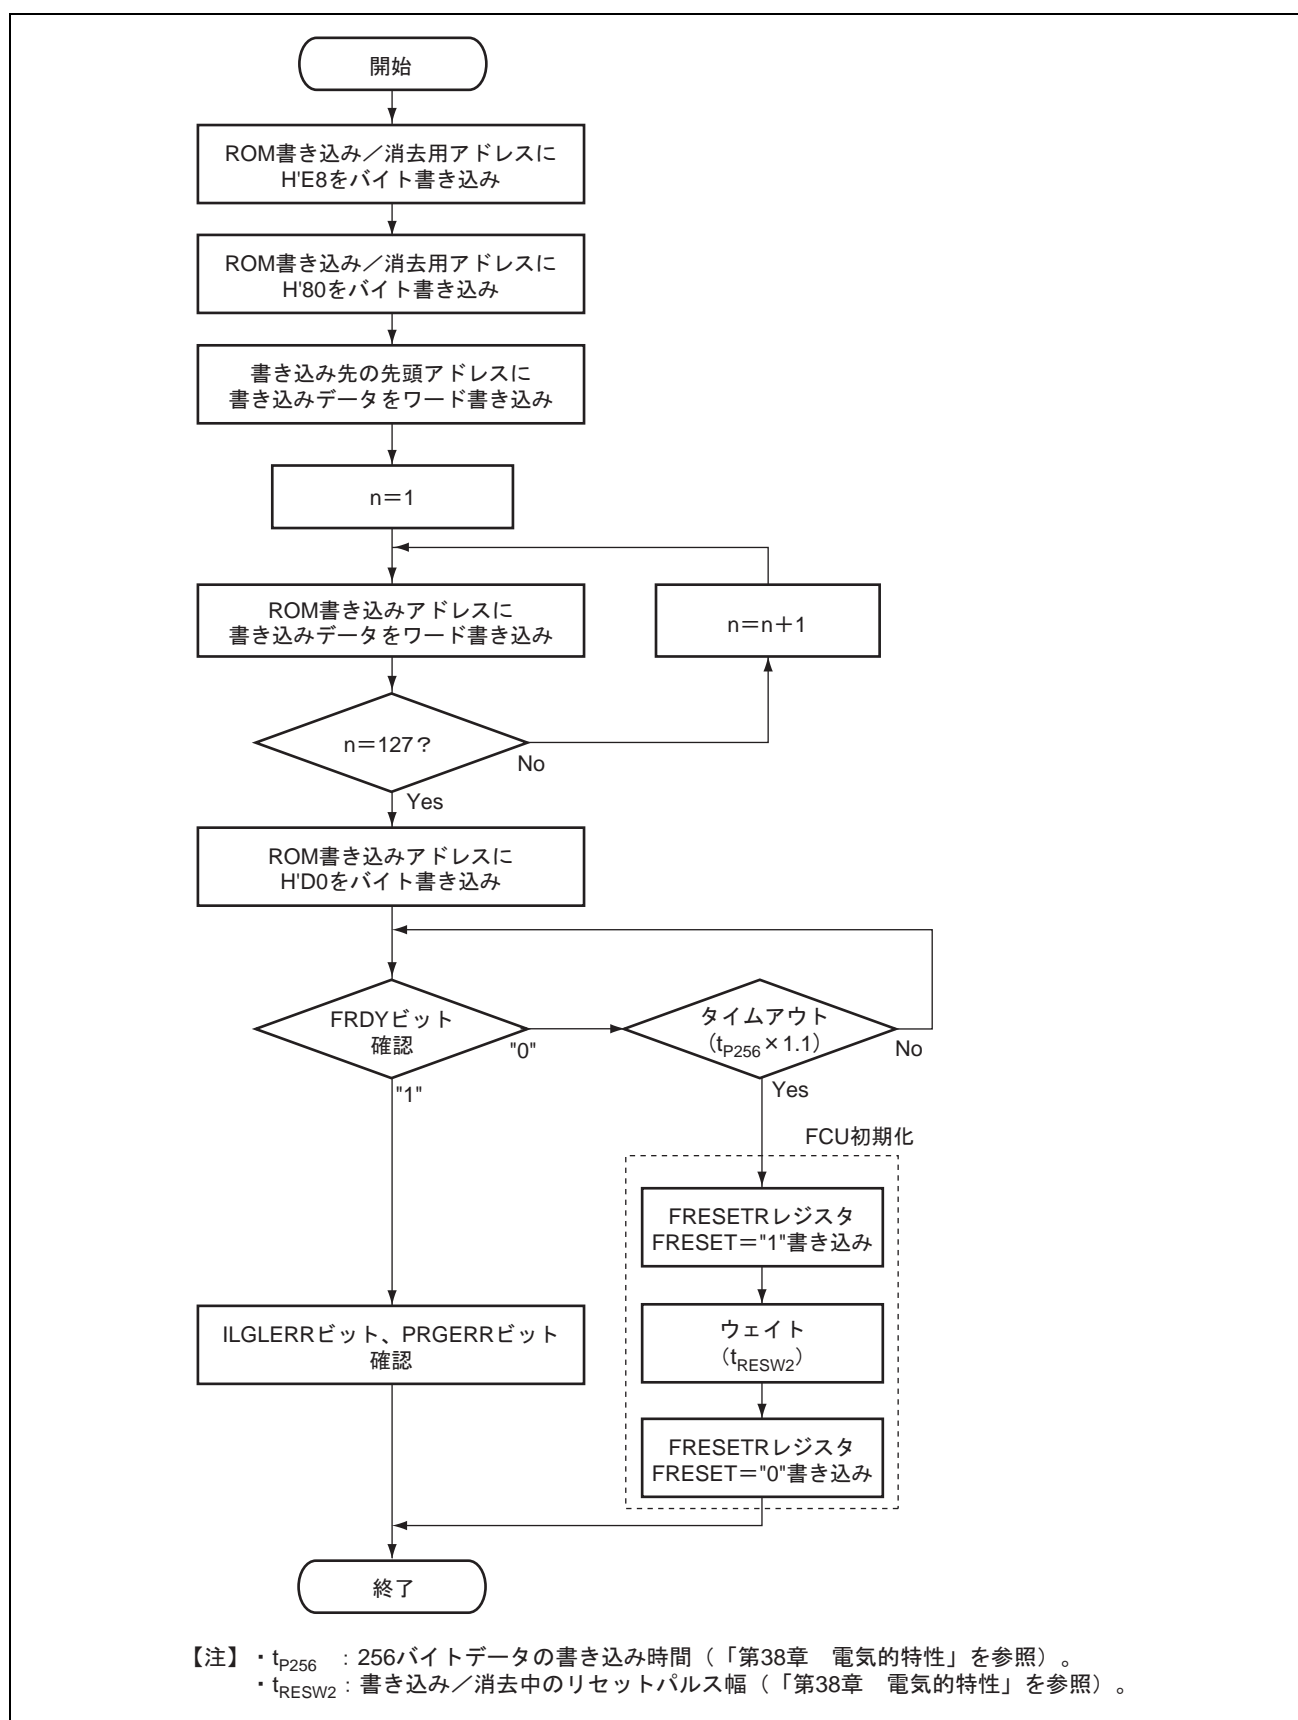 開始
ROM書き込み／消去用アドレスに
H'E8をバイト書き込み
ROM書き込み／消去用アドレスに
H'80をバイト書き込み
書き込み先の先頭アドレスに
書き込みデータをワード書き込み
n＝1
ROM書き込みアドレスに
書き込みデータをワード書き込み
n＝n＋1
n＝127？
No
Yes
ROM書き込みアドレスに
H'D0をバイト書き込み
FRDYビット
確認
"0"
"1"
タイムアウト
（tP256×1.1）
No
Yes
FCU初期化
FRESETRレジスタ
FRESET＝"1"書き込み
ウェイト
（tRESW2）
FRESETRレジスタ
FRESET＝"0"書き込み
ILGLERRビット、PRGERRビット
確認
終了
【注】・tP256 ：256バイトデータの書き込み時間（「第38章　電気的特性」を参照）。
・tRESW2：書き込み／消去中のリセットパルス幅（「第38章　電気的特性」を参照）。